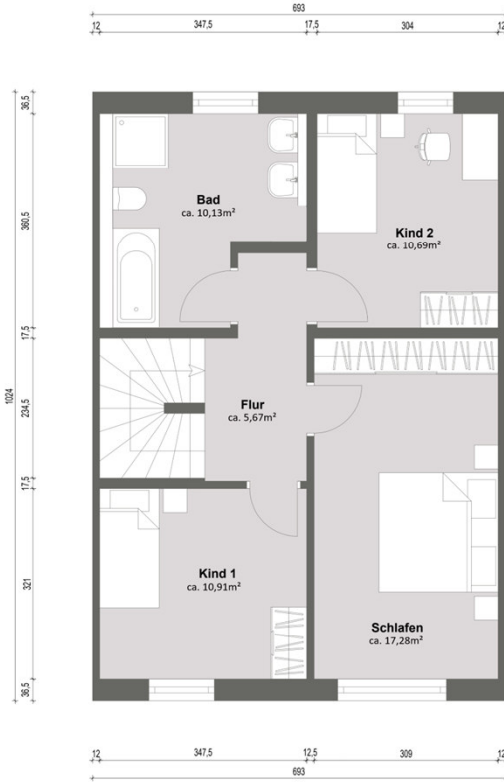 693
12 347,5 17,5 304 12
36,5
360,5
17,5
234,5
17,5
321
36,5
1024
Bad
ca. 10,13m²
Kind 2
ca. 10,69m²
Flur
ca. 5,67m²
Kind 1
ca. 10,91m²
Schlafen
ca. 17,28m²
12 347,5 12,5 309 12
693